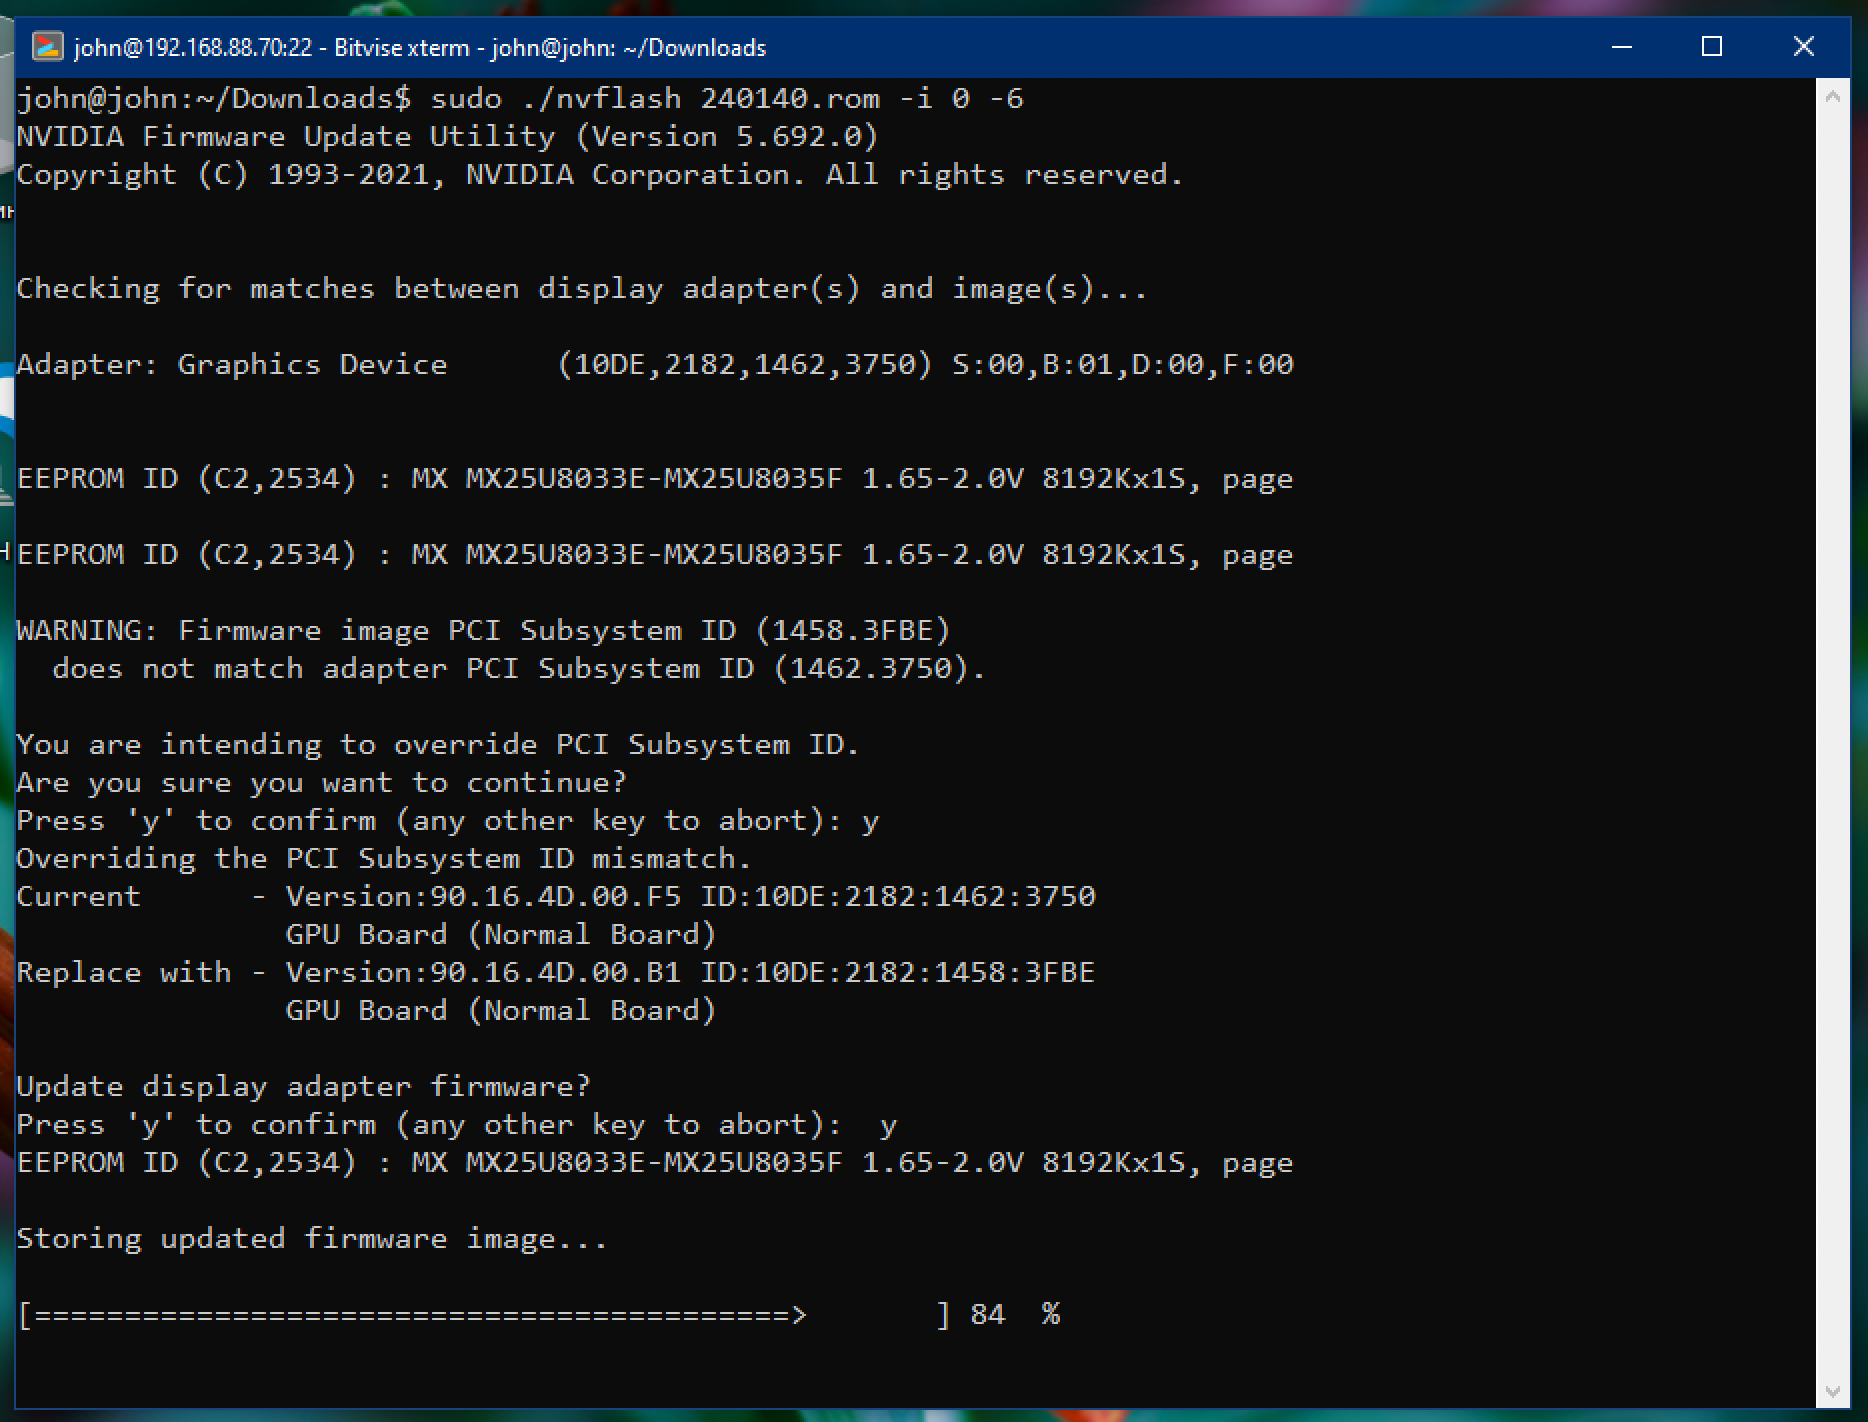 john@192.168.88.70:22 - Bitvise xterm - john@john: ~/Downloads
john@john:~/Downloads$ sudo ./nvflash 240140.rom -i 0 -6
NVIDIA Firmware Update Utility (Version 5.692.0)
Copyright (C) 1993-2021, NVIDIA Corporation. All rights reserved.
Checking for matches between display adapter(s) and image(s)...
Adapter: Graphics Device      (10DE,2182,1462,3750) S:00,B:01,D:00,F:00
EEPROM ID (C2,2534) : MX MX25U8033E-MX25U8035F 1.65-2.0V 8192Kx1S, page
EEPROM ID (C2,2534) : MX MX25U8033E-MX25U8035F 1.65-2.0V 8192Kx1S, page
WARNING: Firmware image PCI Subsystem ID (1458.3FBE)
  does not match adapter PCI Subsystem ID (1462.3750).
You are intending to override PCI Subsystem ID.
Are you sure you want to continue?
Press 'y' to confirm (any other key to abort): y
Overriding the PCI Subsystem ID mismatch.
Current      - Version:90.16.4D.00.F5 ID:10DE:2182:1462:3750
               GPU Board (Normal Board)
Replace with - Version:90.16.4D.00.B1 ID:10DE:2182:1458:3FBE
               GPU Board (Normal Board)
Update display adapter firmware?
Press 'y' to confirm (any other key to abort):  y
EEPROM ID (C2,2534) : MX MX25U8033E-MX25U8035F 1.65-2.0V 8192Kx1S, page
Storing updated firmware image...
[==========================================>       ] 84  %